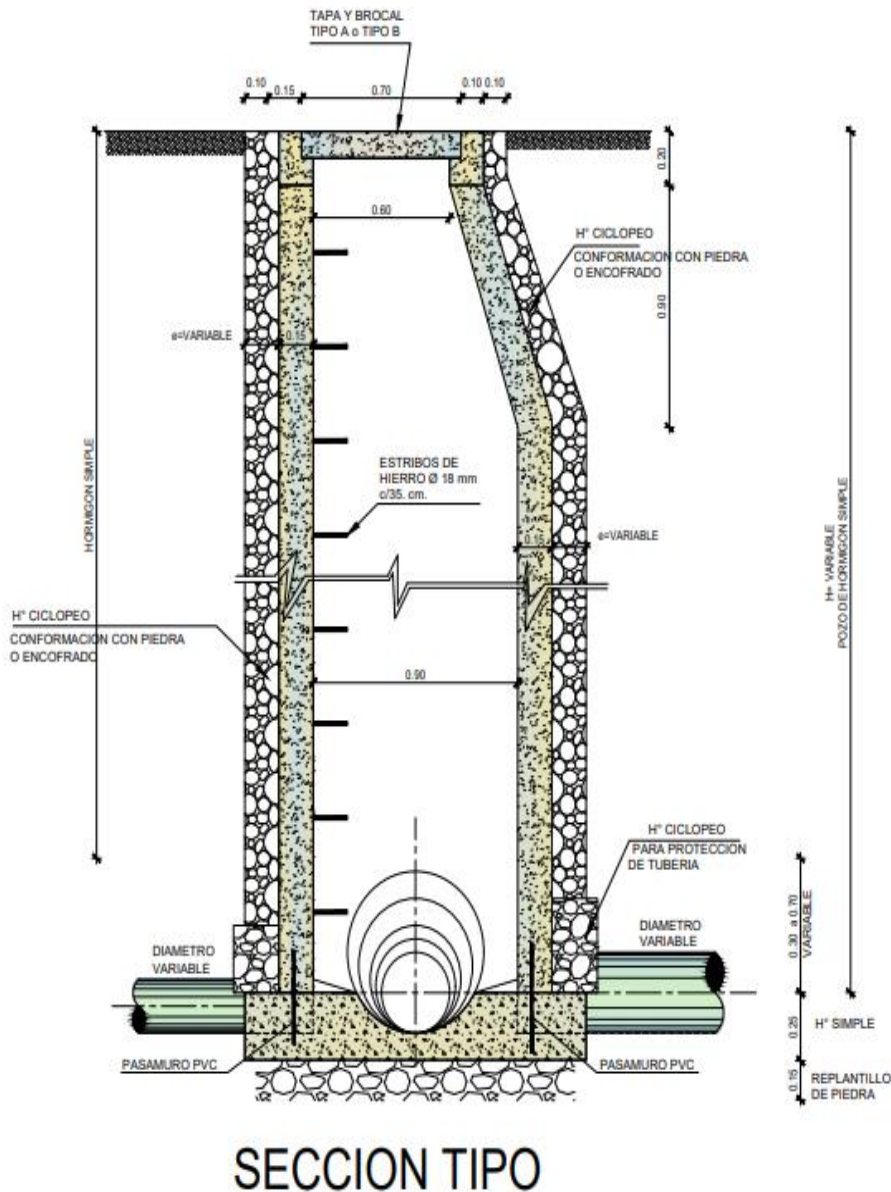 TAPA Y BROCAL
TIPO A o TIPO B
0.10
0.15
0.70
0.10
0.10
0.20
0.60
H° CICLOPEO
CONFORMACION CON PIEDRA
O ENCOFRADO
0.90
e=VARIABLE
0.15
HORMIGON SIMPLE
ESTRIBOS DE
HIERRO Ø 18 mm
c/35. cm.
0.15
e=VARIABLE
H= VARIABLE
POZO DE HORMIGON SIMPLE
H° CICLOPEO
CONFORMACION CON PIEDRA
O ENCOFRADO
0.90
H° CICLOPEO
PARA PROTECCION
DE TUBERIA
0.30 a 0.70
VARIABLE
DIAMETRO
VARIABLE
DIAMETRO
VARIABLE
0.25
H° SIMPLE
PASAMURO PVC
PASAMURO PVC
0.15
REPLANTILLO
DE PIEDRA
SECCION TIPO